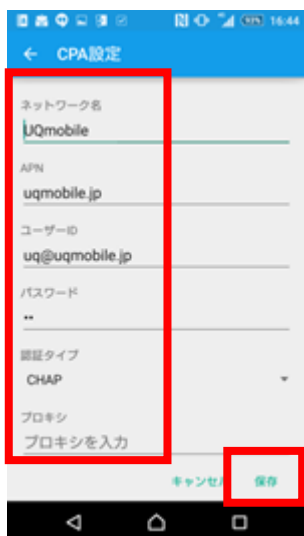 93% 16:44
CPA設定
ネットワーク名
UQmobile
APN
uqmobile.jp
ユーザーID
uq@uqmobile.jp
パスワード
••
認証タイプ
CHAP
プロキシ
プロキシを入力
キャンセル 保存